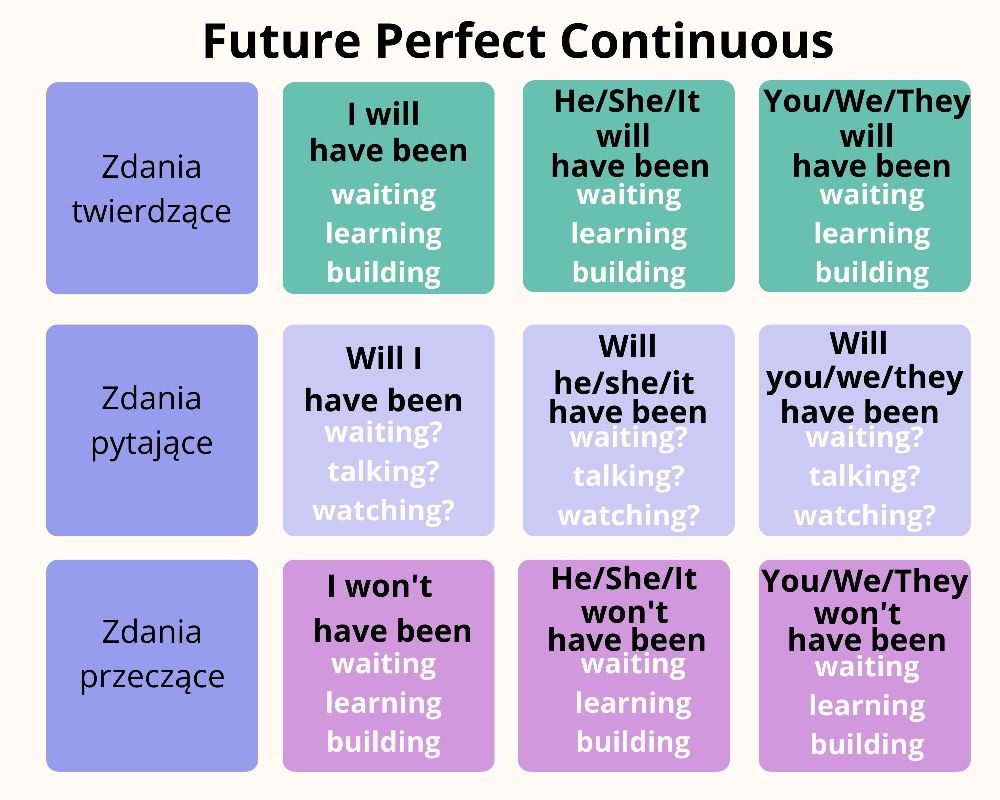 Future Perfect Continuous
Zdania
twierdzące
I will
have been
waiting
learning
building
He/She/It
will
have been
waiting
learning
building
You/We/They
will
have been
waiting
learning
building
Zdania
pytające
Will I
have been
waiting?
talking?
watching?
Will
he/she/it
have been
waiting?
talking?
watching?
Will
you/we/they
have been
waiting?
talking?
watching?
Zdania
przeczące
I won't
have been
waiting
learning
building
He/She/It
won't
have been
waiting
learning
building
You/We/They
won't
have been
waiting
learning
building